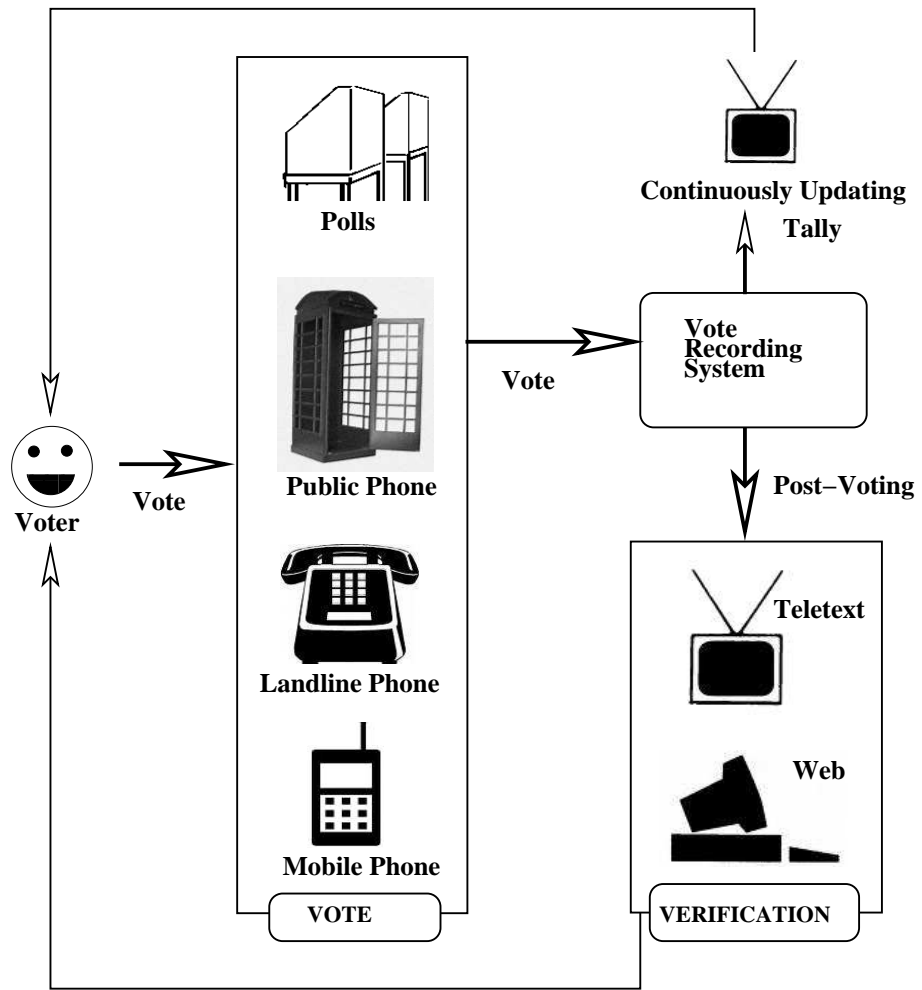 Polls
Continuously Updating
Tally
Vote
Recording
System
Vote
Public Phone
Voter
Vote
Post–Voting
Teletext
Landline Phone
Web
Mobile Phone
VOTE
VERIFICATION